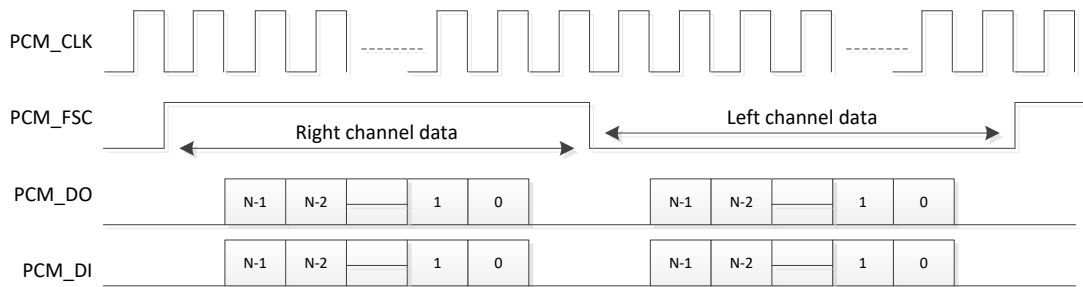 PCM_CLK
PCM_FSC
Right channel data
Left channel data
PCM_DO
N-1 N-2 1 0 N-1 N-2 1 0
PCM_DI
N-1 N-2 1 0 N-1 N-2 1 0